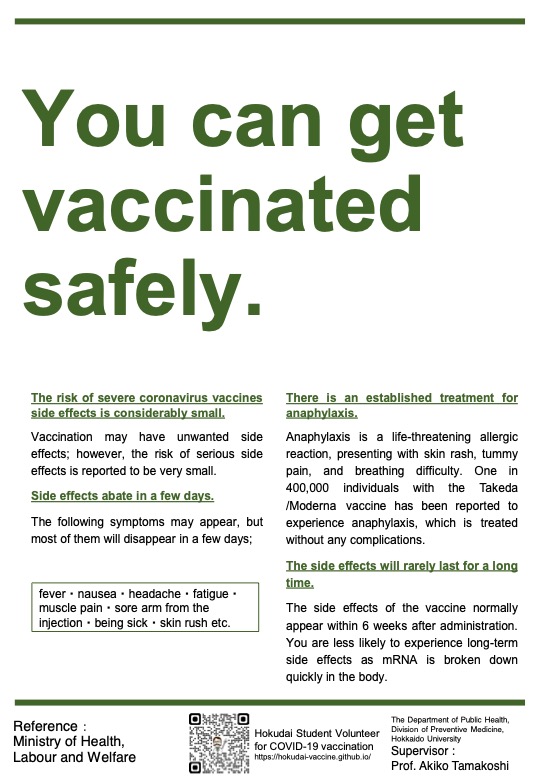 You can get
vaccinated
safely.
The risk of severe coronavirus vaccines
side effects is considerably small.
Vaccination may have unwanted side
effects; however, the risk of serious side
effects is reported to be very small.
Side effects abate in a few days.
The following symptoms may appear, but
most of them will disappear in a few days;
fever・nausea・headache・fatigue・
muscle pain・sore arm from the
injection・being sick・skin rush etc.
There is an established treatment for
anaphylaxis.
Anaphylaxis is a life-threatening allergic
reaction, presenting with skin rash, tummy
pain, and breathing difficulty. One in
400,000 individuals with the Takeda
/Moderna vaccine has been reported to
experience anaphylaxis, which is treated
without any complications.
The side effects will rarely last for a long
time.
The side effects of the vaccine normally
appear within 6 weeks after administration.
You are less likely to experience long-term
side effects as mRNA is broken down
quickly in the body.
Reference：
Ministry of Health,
Labour and Welfare
Hokudai Student Volunteer
for COVID-19 vaccination
https://hokudai-vaccine.github.io/
The Department of Public Health,
Division of Preventive Medicine,
Hokkaido University
Supervisor：
Prof. Akiko Tamakoshi